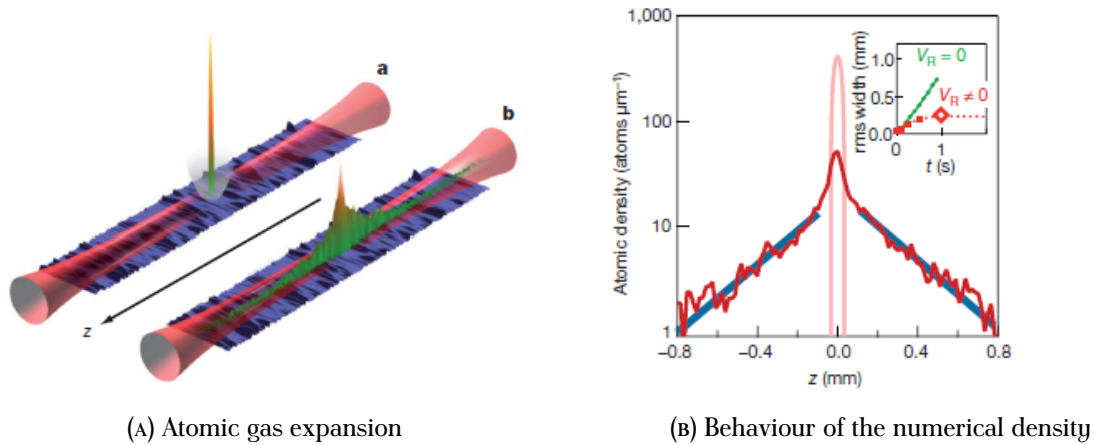 a
b
z
1,000
100
10
1
Atomic density (atoms μm⁻¹)
−0.8
−0.4
0.0
0.4
0.8
z (mm)
rms width (mm)
1.0
0.5
0.0
V_R = 0
V_R ≠ 0
0
1
t (s)
(A) Atomic gas expansion
(B) Behaviour of the numerical density